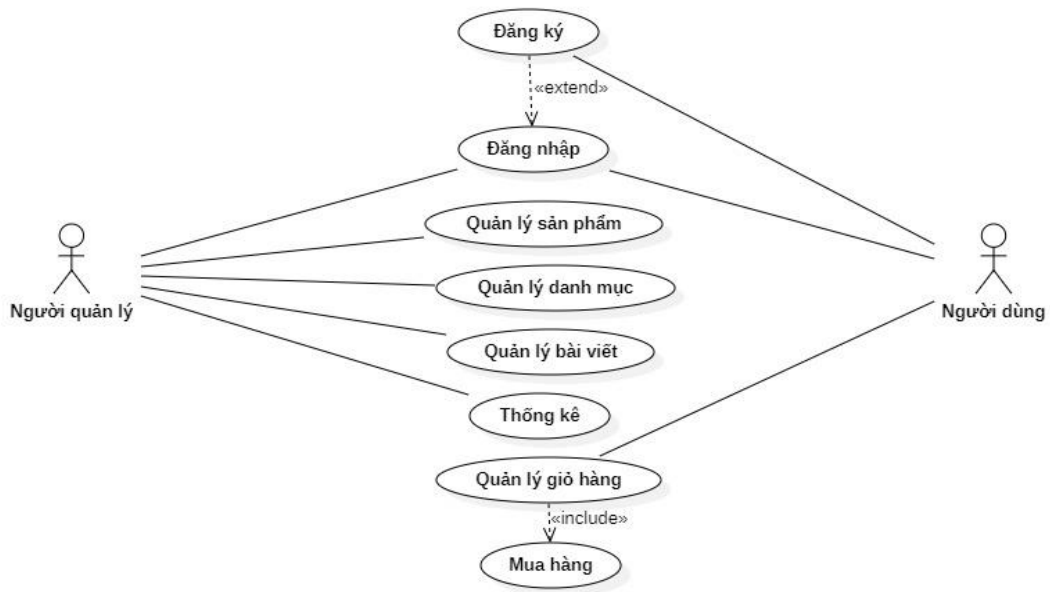 Đăng ký
«extend»
Đăng nhập
Quản lý sản phẩm
Quản lý danh mục
Người quản lý
Người dùng
Quản lý bài viết
Thống kê
Quản lý giỏ hàng
«include»
Mua hàng